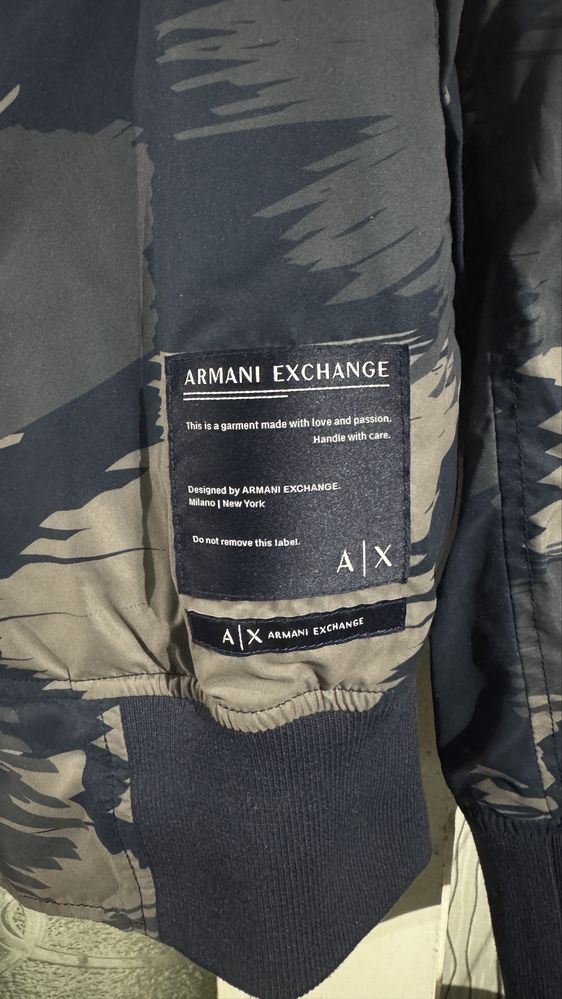 ARMANI EXCHANGE
This is a garment made with love and passion.
Handle with care.
Designed by ARMANI EXCHANGE.
Milano | New York
Do not remove this label.
A|X
A|X ARMANI EXCHANGE